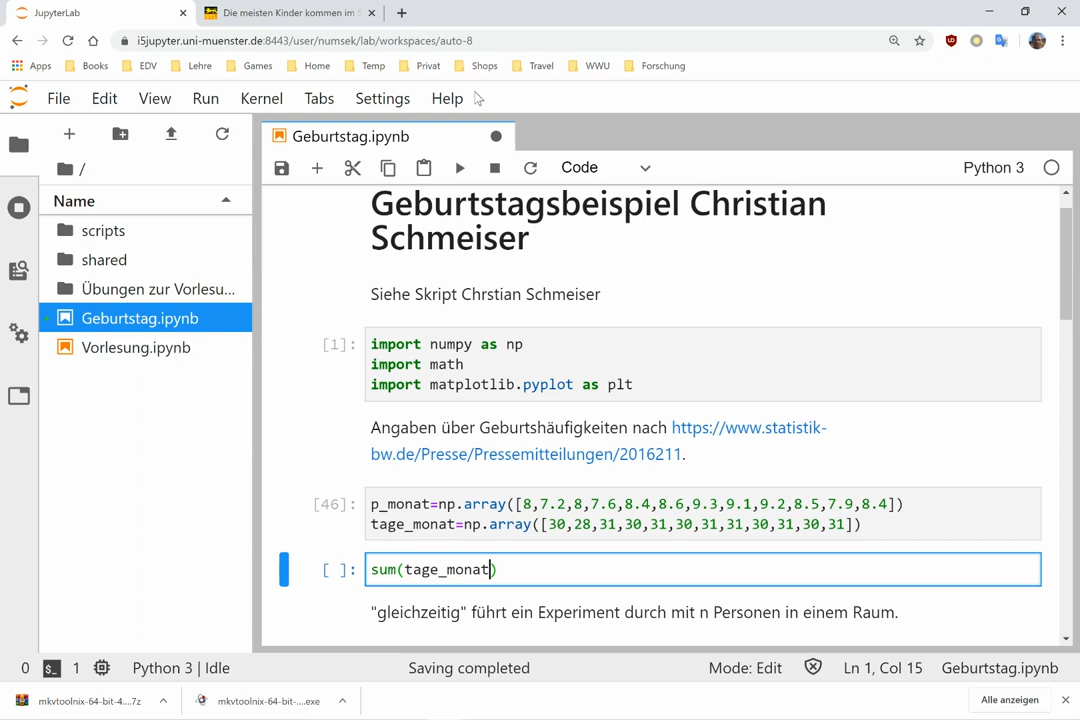 JupyterLab
Die meisten Kinder kommen im S
i5jupyter.uni-muenster.de:8443/user/numsek/lab/workspaces/auto-8
Apps Books EDV Lehre Games Home Temp Privat Shops Travel WWU Forschung
File Edit View Run Kernel Tabs Settings Help
Geburtstag.ipynb
/
Code
Python 3
Name
scripts
shared
Übungen zur Vorlesu...
Geburtstag.ipynb
Vorlesung.ipynb
Geburtstagsbeispiel Christian
Schmeiser
Siehe Skript Chrstian Schmeiser
[1]: import numpy as np
import math
import matplotlib.pyplot as plt
Angaben über Geburtshäufigkeiten nach https://www.statistik-
bw.de/Presse/Pressemitteilungen/2016211.
[46]: p_monat=np.array([8,7.2,8,7.6,8.4,8.6,9.3,9.1,9.2,8.5,7.9,8.4])
tage_monat=np.array([30,28,31,30,31,30,31,31,30,31,30,31])
[ ]: sum(tage_monat)
"gleichzeitig" führt ein Experiment durch mit n Personen in einem Raum.
0 $_ 1 Python 3 | Idle Saving completed Mode: Edit Ln 1, Col 15 Geburtstag.ipynb
mkvtoolnix-64-bit-4....7z mkvtoolnix-64-bit-....exe Alle anzeigen